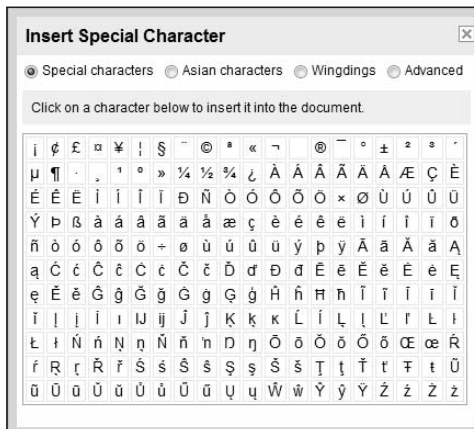 Insert Special Character
Special characters Asian characters Wingdings Advanced
Click on a character below to insert it into the document.
¡ ¢ £ ¤ ¥ ¦ § ¨ © ª « ¬ ® ¯ ° ± ² ³ ´
µ ¶ · ¸ ¹ º » ¼ ½ ¾ ¿ À Á Â Ã Ä Å Æ Ç È
É Ê Ë Ì Í Î Ï Ð Ñ Ò Ó Ô Õ Ö × Ø Ù Ú Û Ü
Ý Þ ß à á â ã ä å æ ç è é ê ë ì í î ï ð
ñ ò ó ô õ ö ÷ ø ù ú û ü ý þ ÿ Ā ā Ă ă Ą
ą Ć ć Ĉ ĉ Ċ ċ Č č Ď ď Đ đ Ē ē Ĕ ĕ Ė ė Ę
ę Ě ě Ĝ ĝ Ğ ğ Ġ ġ Ģ ģ Ĥ ĥ Ħ ħ Ĩ ĩ Ī ī Ĭ
ĭ Į į İ ı IJ ij Ĵ ĵ Ķ ķ ĸ Ĺ ĺ Ļ ļ Ľ ľ Ŀ ŀ
Ł ł Ń ń Ņ ņ Ň ň ŉ Ŋ ŋ Ō ō Ŏ ŏ Ő ő Œ œ Ŕ
ŕ Ŗ ŗ Ř ř Ś ś Ŝ ŝ Ş ş Š š Ţ ţ Ť ť Ŧ ŧ Ũ
ũ Ū ū Ŭ ŭ Ů ů Ű ű Ų ų Ŵ ŵ Ŷ ŷ Ÿ Ź ź Ż ż